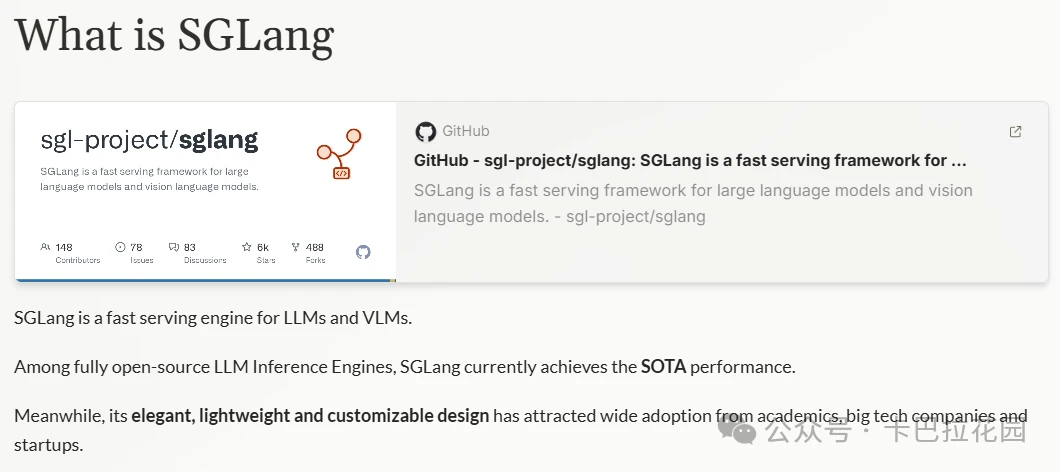 What is SGLang
sgl-project/sglang
SGLang is a fast serving framework for large
language models and vision language models.
148
Contributors
78
Issues
83
Discussions
6k
Stars
488
Forks
GitHub
GitHub - sgl-project/sglang: SGLang is a fast serving framework for ...
SGLang is a fast serving framework for large language models and vision
language models. - sgl-project/sglang
SGLang is a fast serving engine for LLMs and VLMs.
Among fully open-source LLM Inference Engines, SGLang currently achieves the SOTA performance.
Meanwhile, its elegant, lightweight and customizable design has attracted wide adoption from academics, big tech companies and
startups.
公众号 · 卡巴拉花园